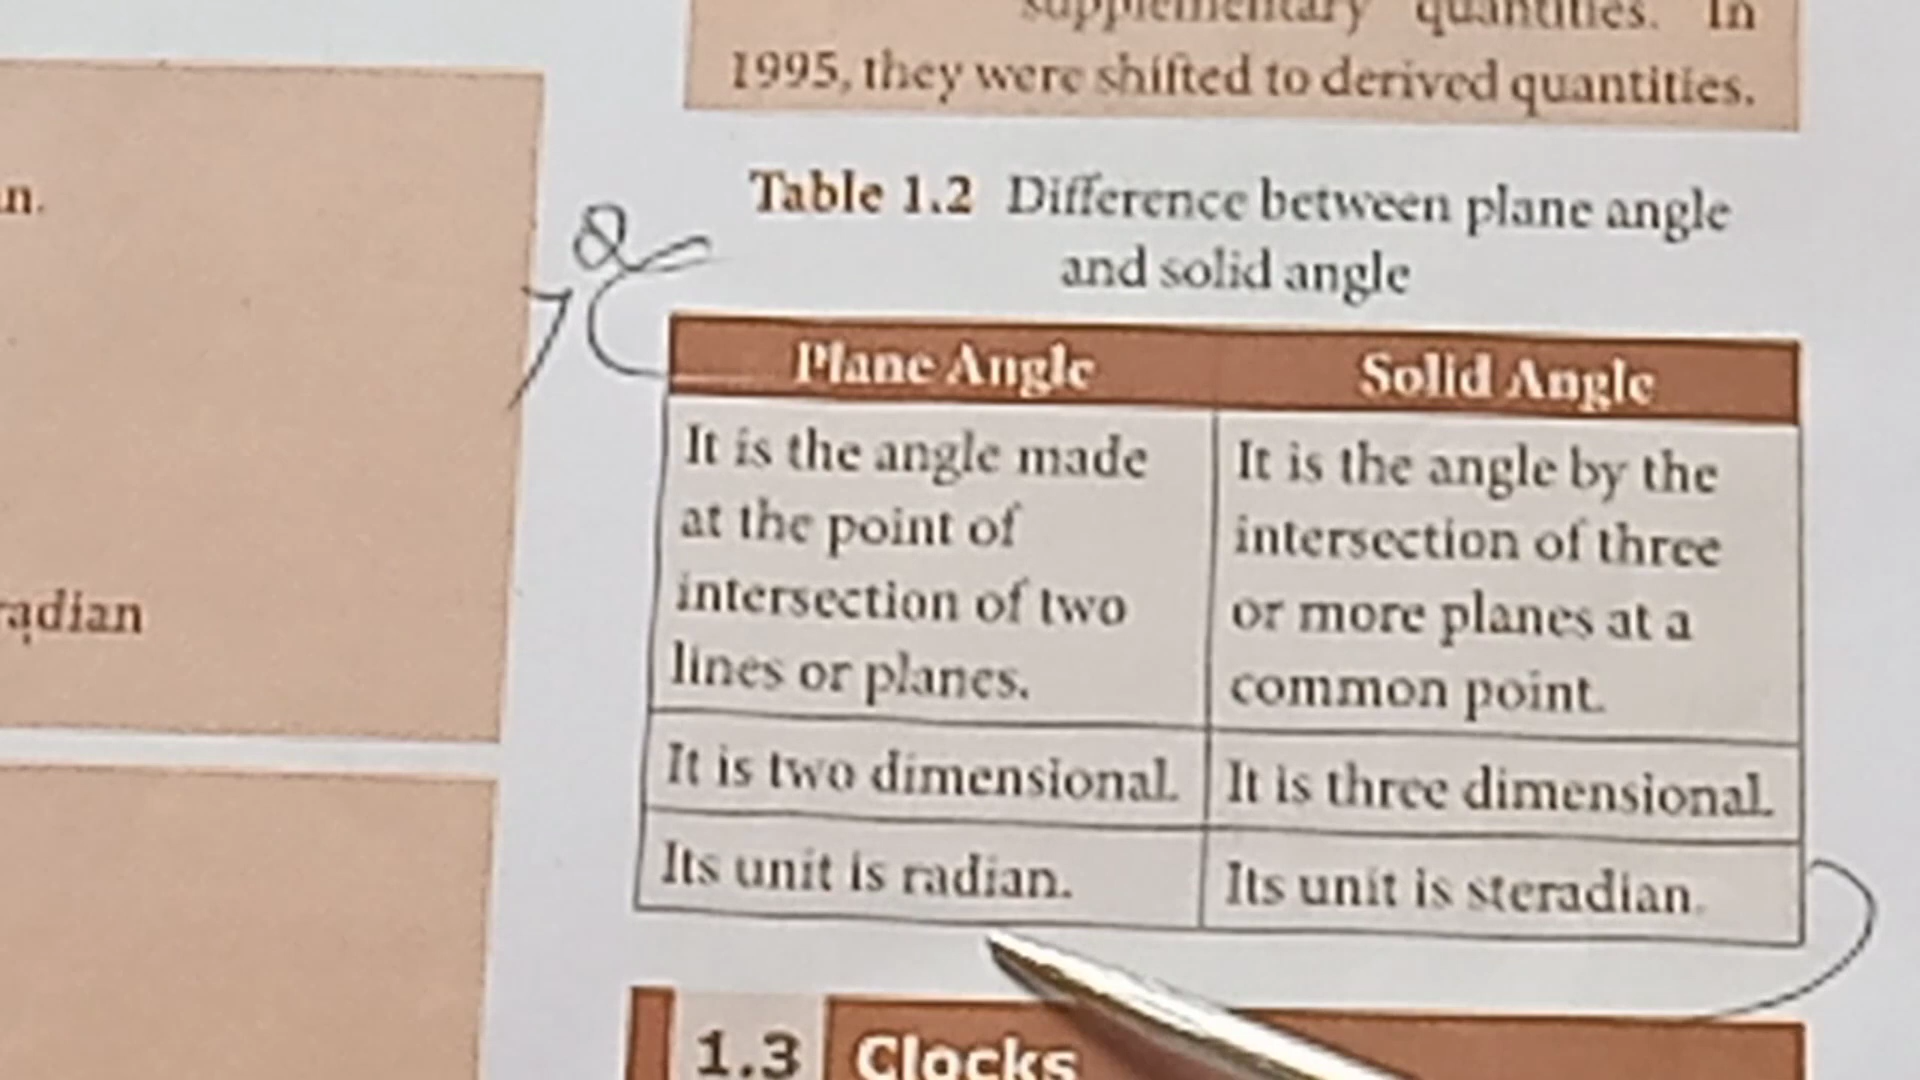 supplementary quantities. In
1995, they were shifted to derived quantities.
n.
radian
Table 1.2 Difference between plane angle
and solid angle
Plane Angle
It is the angle made
at the point of
intersection of two
lines or planes.
It is two dimensional.
Its unit is radian.
Solid Angle
It is the angle by the
intersection of three
or more planes at a
common point.
It is three dimensional.
Its unit is steradian.
1.3 Clocks